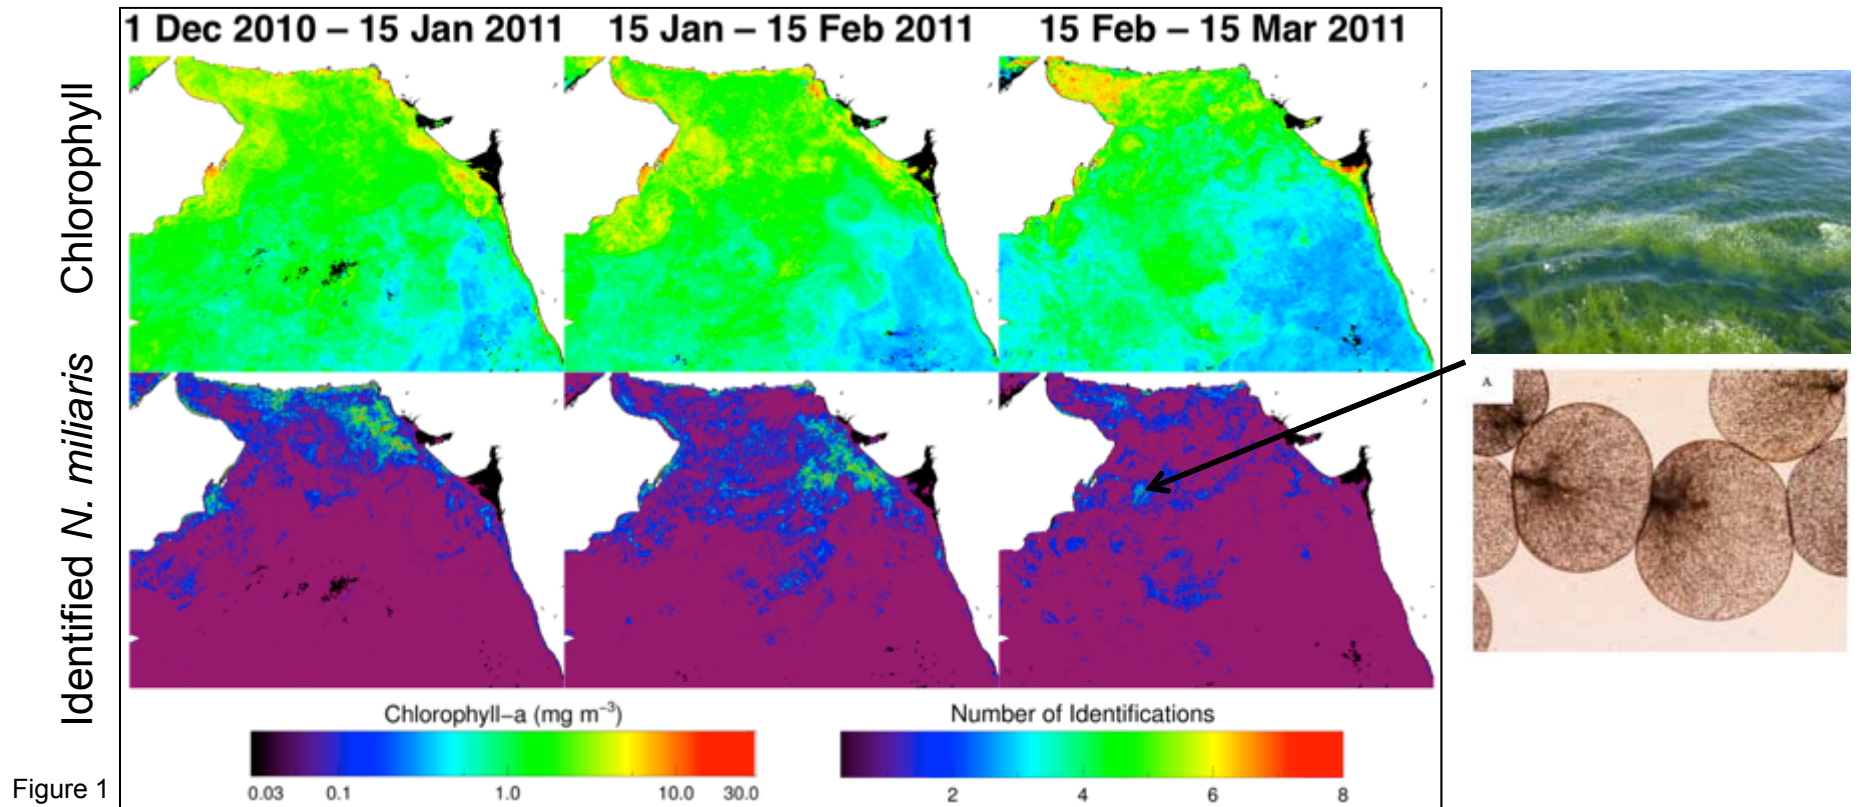 1 Dec 2010 – 15 Jan 2011
15 Jan – 15 Feb 2011
15 Feb – 15 Mar 2011
Chlorophyll
Identified N. miliaris
A
Chlorophyll–a (mg m⁻³)
0.03 0.1 1.0 10.0 30.0
Number of Identifications
2 4 6 8
Figure 1